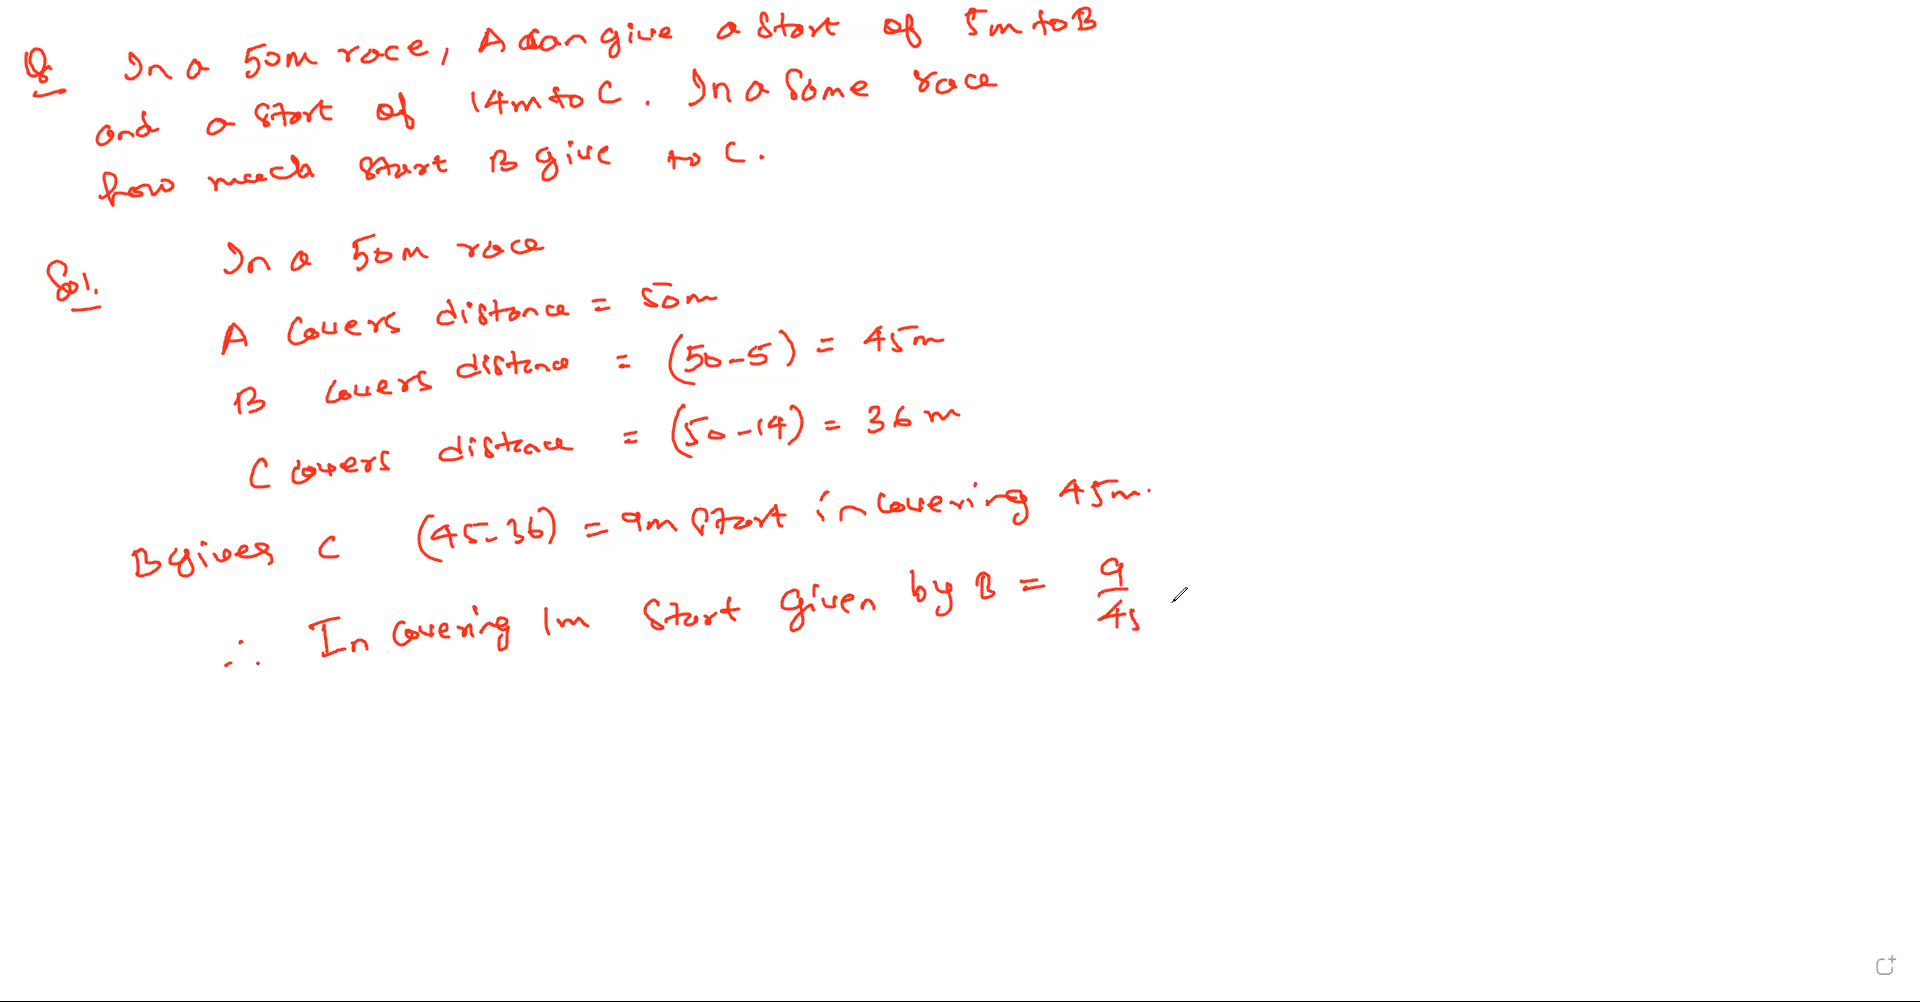 Q In a 50m race, A can give a start of 5m to B
and a start of 14m to C. In a Same race
how much start B give to C.
Sol. In a 50m race
A Covers distance = 50m
B Covers distance = (50-5) = 45m
C Covers distance = (50-14) = 36m
B gives C (45-36) = 9m Start in Covering 45m.
∴ In Covering 1m Start given by B = 9/45